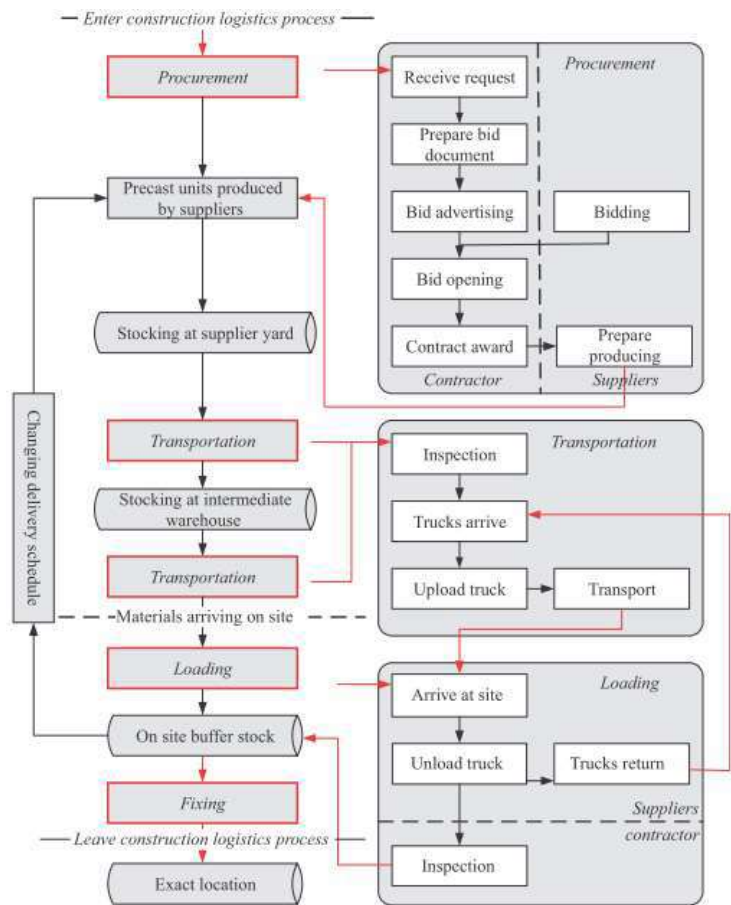 Enter construction logistics process
Procurement
Precast units produced
by suppliers
Stocking at supplier yard
Transportation
Stocking at intermediate
warehouse
Transportation
Materials arriving on site
Loading
On site buffer stock
Fixing
Leave construction logistics process
Exact location
Changing delivery schedule
Procurement
Receive request
Prepare bid
document
Bid advertising
Bidding
Bid opening
Contract award
Prepare
producing
Contractor
Suppliers
Transportation
Inspection
Trucks arrive
Upload truck
Transport
Loading
Arrive at site
Unload truck
Trucks return
Suppliers
contractor
Inspection